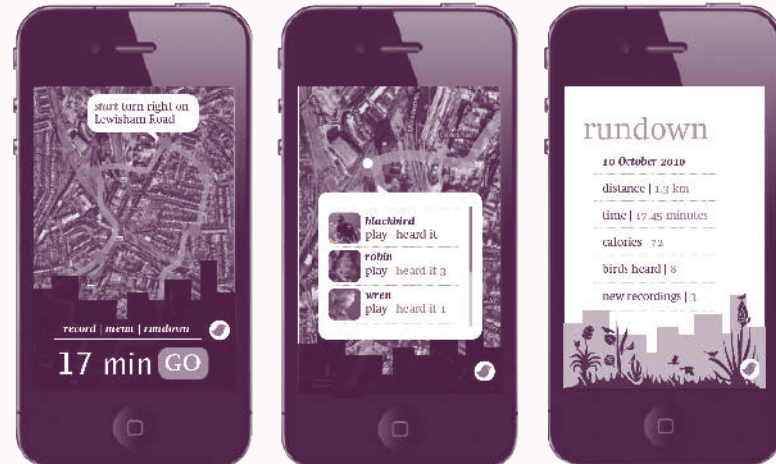 start turn right on
Lewisham Road
record | menu | rundown
17 min GO
blackbird
play heard it
robin
play heard it 3
wren
play heard it 1
rundown
10 October 2010
distance | 1.3 km
time | 17.45 minutes
calories 72
birds heard | 8
new recordings | 3